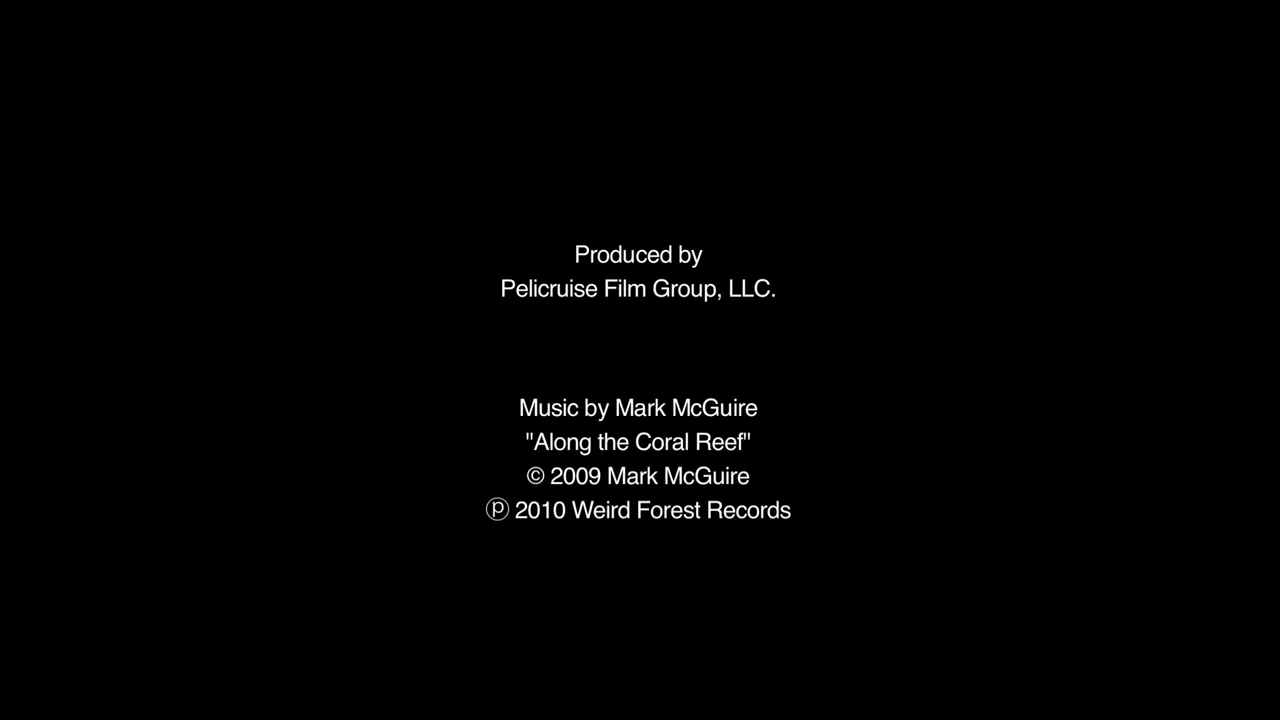 Produced by
Pelicruise Film Group, LLC.
Music by Mark McGuire
"Along the Coral Reef"
© 2009 Mark McGuire
℗ 2010 Weird Forest Records